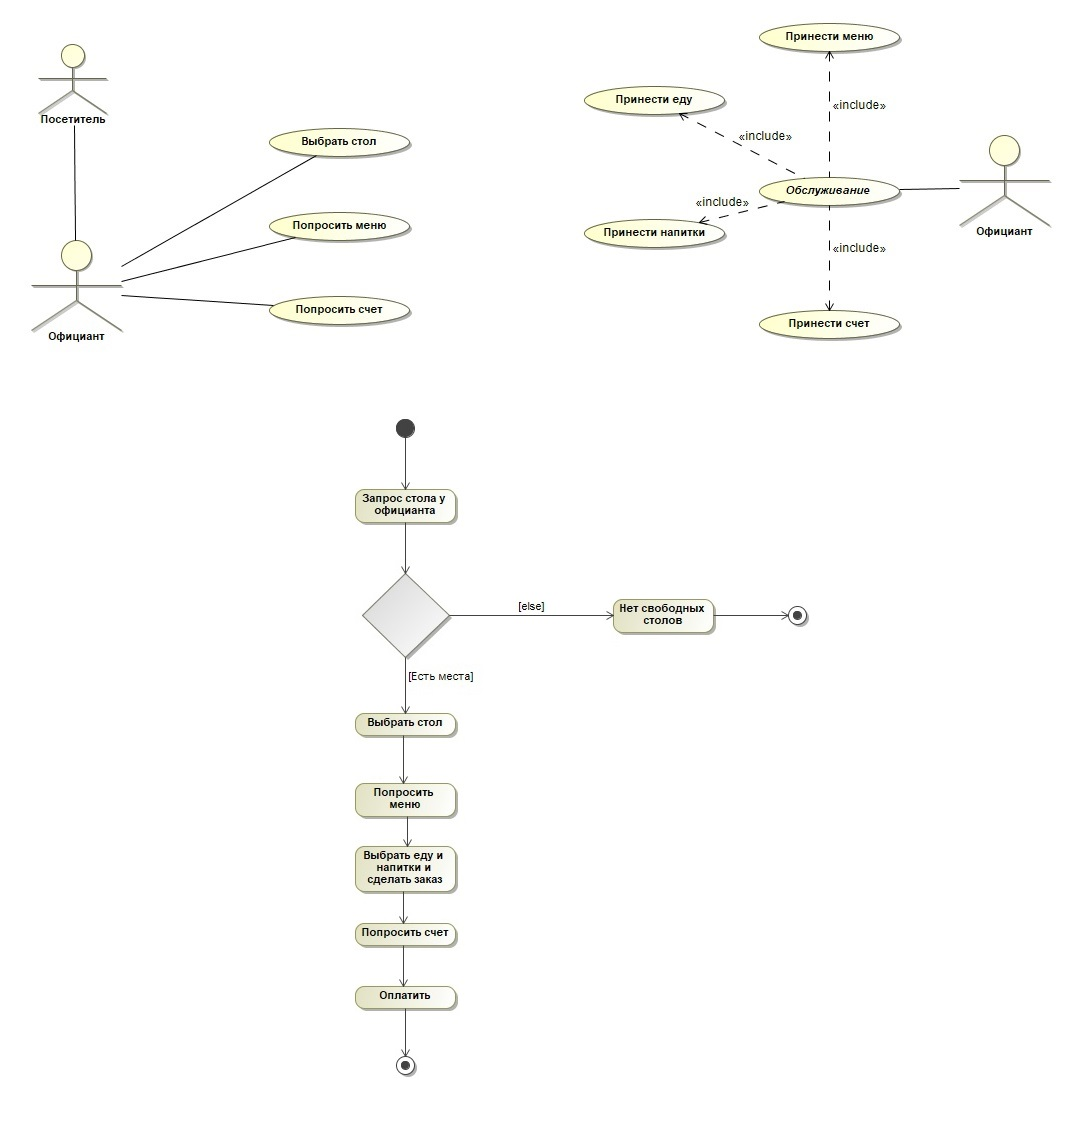 Посетитель
Выбрать стол
Попросить меню
Попросить счет
Официант
Принести меню
«include»
Принести еду
«include»
Обслуживание
«include»
Принести напитки
«include»
Официант
Принести счет
Запрос стола у
официанта
[else]
Нет свободных
столов
[Есть места]
Выбрать стол
Попросить
меню
Выбрать еду и
напитки и
сделать заказ
Попросить счет
Оплатить